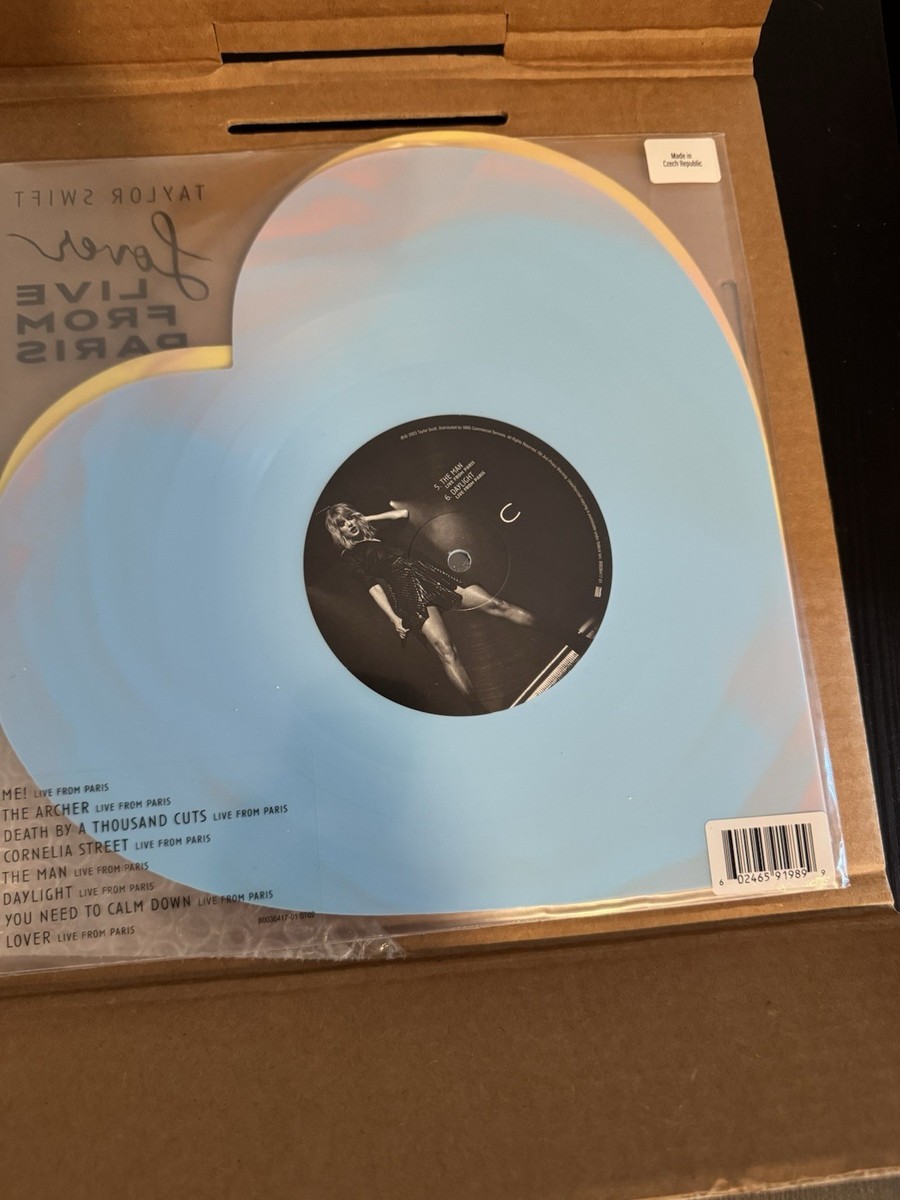 Made in
Czech Republic
TAYLOR SWIFT
Lover
LIVE
FROM
PARIS
5. THE MAN
LIVE FROM PARIS
6. DAYLIGHT
LIVE FROM PARIS
C
ME! LIVE FROM PARIS
THE ARCHER LIVE FROM PARIS
DEATH BY A THOUSAND CUTS LIVE FROM PARIS
CORNELIA STREET LIVE FROM PARIS
THE MAN LIVE FROM PARIS
DAYLIGHT LIVE FROM PARIS
YOU NEED TO CALM DOWN LIVE FROM PARIS
LOVER LIVE FROM PARIS
6 02465 91989 9